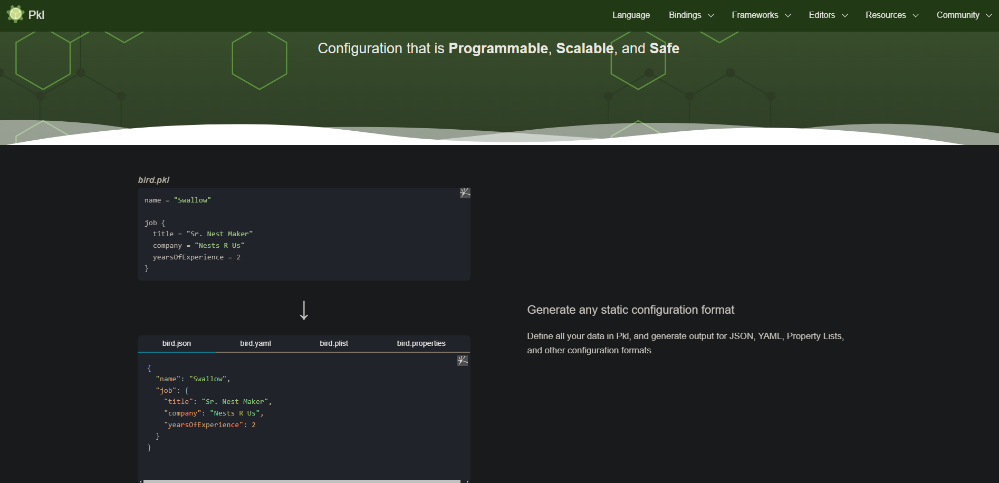 Pkl
Language Bindings Frameworks Editors Resources Community
Configuration that is Programmable, Scalable, and Safe
bird.pkl
name = "Swallow"
job {
  title = "Sr. Nest Maker"
  company = "Nests R Us"
  yearsOfExperience = 2
}
↓
Generate any static configuration format
Define all your data in Pkl, and generate output for JSON, YAML, Property Lists,
and other configuration formats.
bird.json bird.yaml bird.plist bird.properties
{
  "name": "Swallow",
  "job": {
    "title": "Sr. Nest Maker",
    "company": "Nests R Us",
    "yearsOfExperience": 2
  }
}